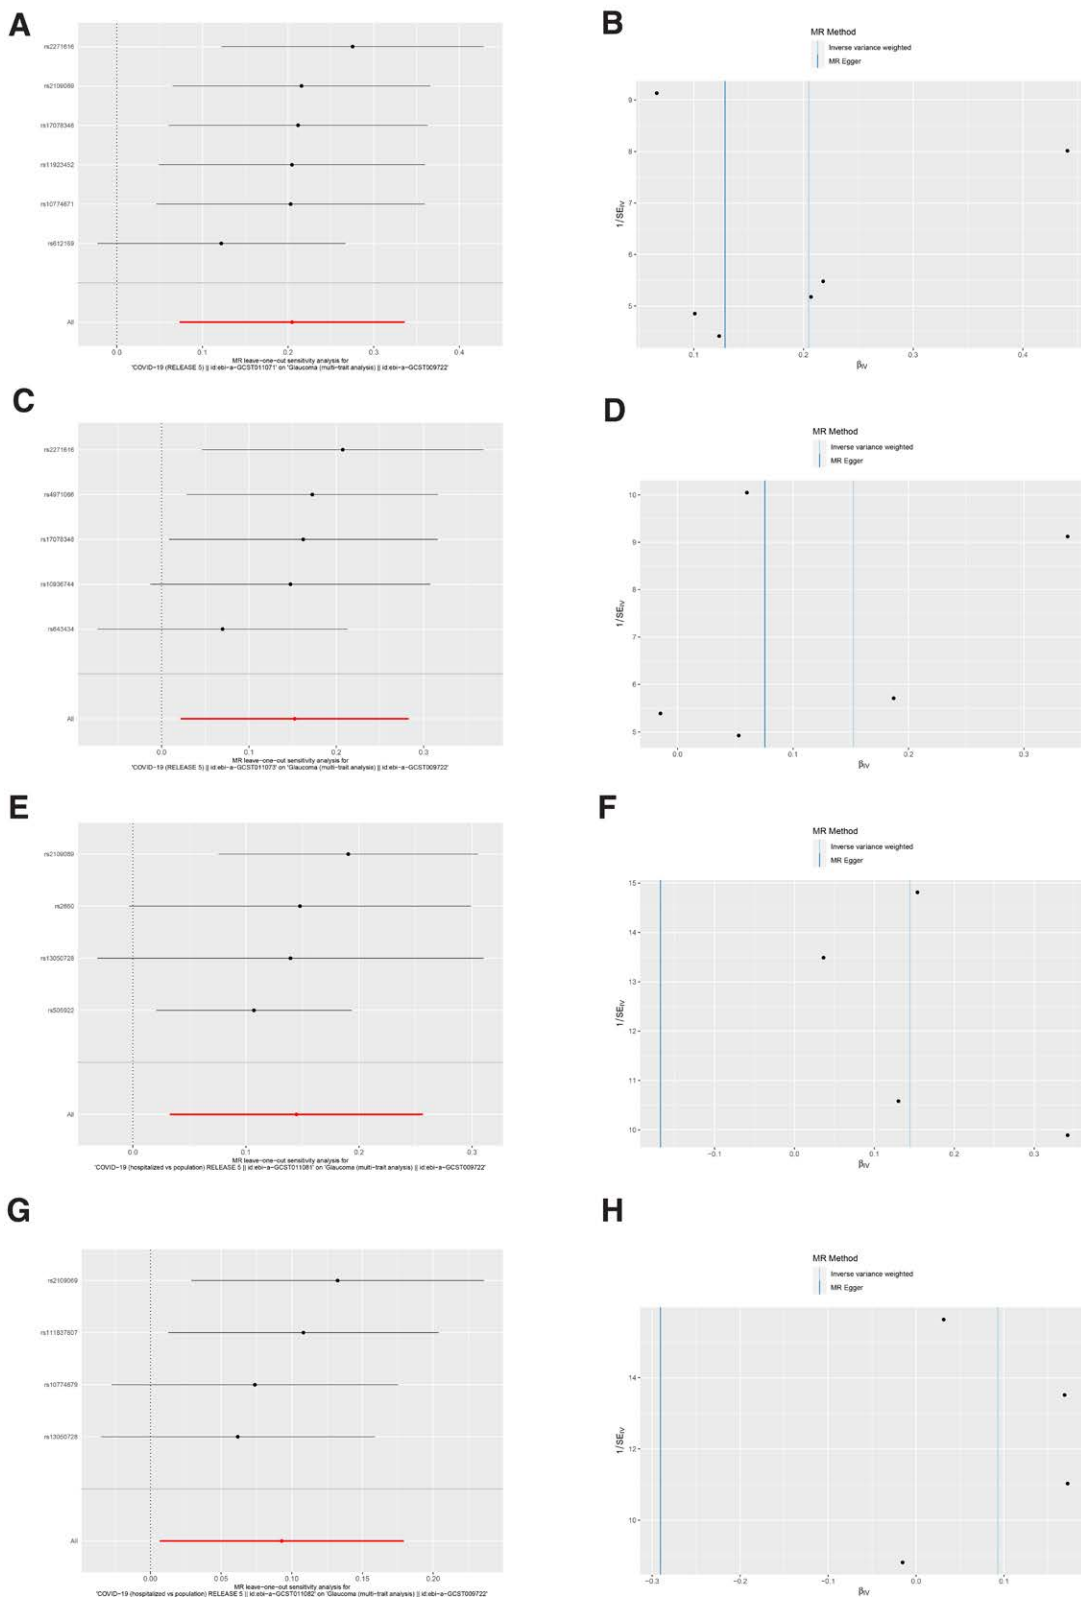 A
rs2271616
rs2109069
rs17078348
rs11923452
rs10774671
rs612169
All
0.0 0.1 0.2 0.3 0.4
MR leave-one-out sensitivity analysis for
'COVID-19 (RELEASE 5) || id:ebi-a-GCST011071' on 'Glaucoma (multi-trait analysis) || id:ebi-a-GCST009722'
B
MR Method
Inverse variance weighted
MR Egger
9
8
7
6
5
1/SE_IV
0.1 0.2 0.3 0.4
β_IV
C
rs2271616
rs4971066
rs17078348
rs10936744
rs643434
All
0.0 0.1 0.2 0.3
MR leave-one-out sensitivity analysis for
'COVID-19 (RELEASE 5) || id:ebi-a-GCST011073' on 'Glaucoma (multi-trait analysis) || id:ebi-a-GCST009722'
D
MR Method
Inverse variance weighted
MR Egger
10
9
8
7
6
5
1/SE_IV
0.0 0.1 0.2 0.3
β_IV
E
rs2109069
rs2660
rs13050728
rs505922
All
0.0 0.1 0.2 0.3
MR leave-one-out sensitivity analysis for
'COVID-19 (hospitalized vs population) RELEASE 5 || id:ebi-a-GCST011081' on 'Glaucoma (multi-trait analysis) || id:ebi-a-GCST009722'
F
MR Method
Inverse variance weighted
MR Egger
15
14
13
12
11
10
1/SE_IV
-0.1 0.0 0.1 0.2 0.3
β_IV
G
rs2109069
rs111837807
rs13050728
All
0.00 0.05 0.10 0.15 0.20
MR leave-one-out sensitivity analysis for
'COVID-19 (hospitalized vs population) RELEASE 5 || id:ebi-a-GCST011082' on 'Glaucoma (multi-trait analysis) || id:ebi-a-GCST009722'
H
MR Method
Inverse variance weighted
MR Egger
14
12
10
1/SE_IV
-0.3 -0.2 -0.1 0.0 0.1
β_IV